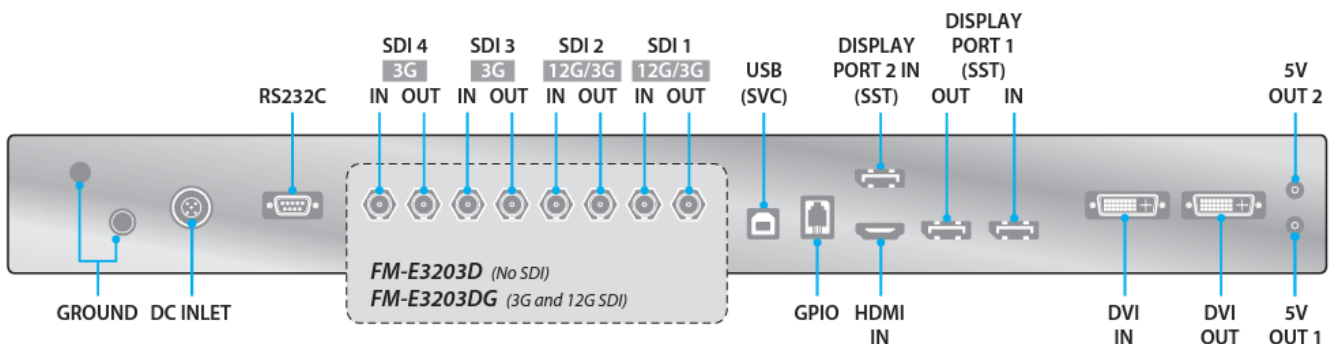 RS232C
SDI 4
3G
IN OUT
SDI 3
3G
IN OUT
SDI 2
12G/3G
IN OUT
SDI 1
12G/3G
IN OUT
USB
(SVC)
DISPLAY
PORT 2 IN
(SST)
DISPLAY
PORT 1
(SST)
OUT IN
5V
OUT 2
FM-E3203D (No SDI)
FM-E3203DG (3G and 12G SDI)
GROUND
DC INLET
GPIO
HDMI
IN
DVI
IN
DVI
OUT
5V
OUT 1